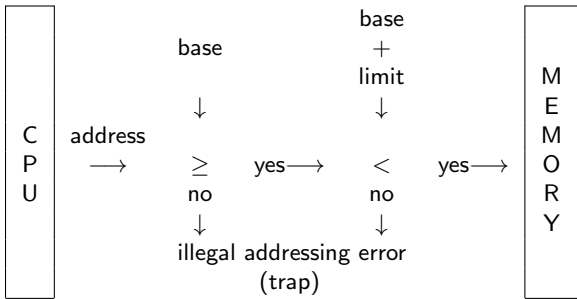 base
+
limit
base
↓
↓
C
P
U
address
⟶
≥
yes⟶
<
yes⟶
no
no
↓
↓
illegal addressing error
(trap)
M
E
M
O
R
Y